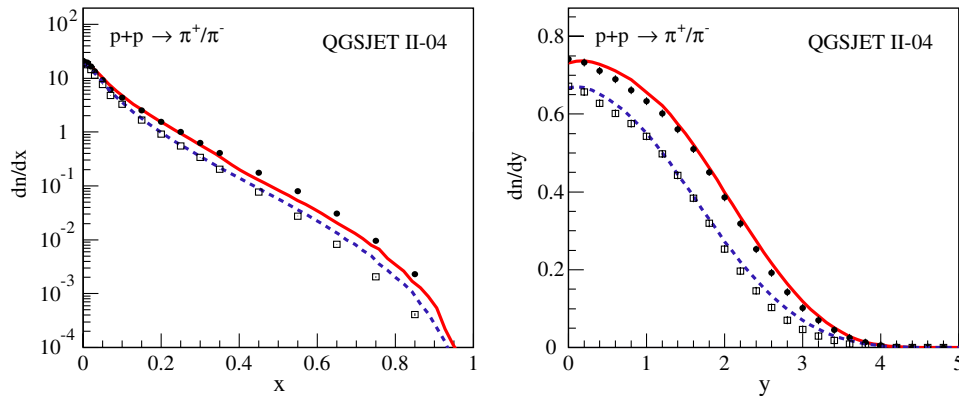 p+p → π⁺/π⁻
QGSJET II-04
dn/dx
10²
10
1
10⁻¹
10⁻²
10⁻³
10⁻⁴
0 0.2 0.4 0.6 0.8 1
x
p+p → π⁺/π⁻
QGSJET II-04
dn/dy
0.8
0.6
0.4
0.2
0
0 1 2 3 4 5
y